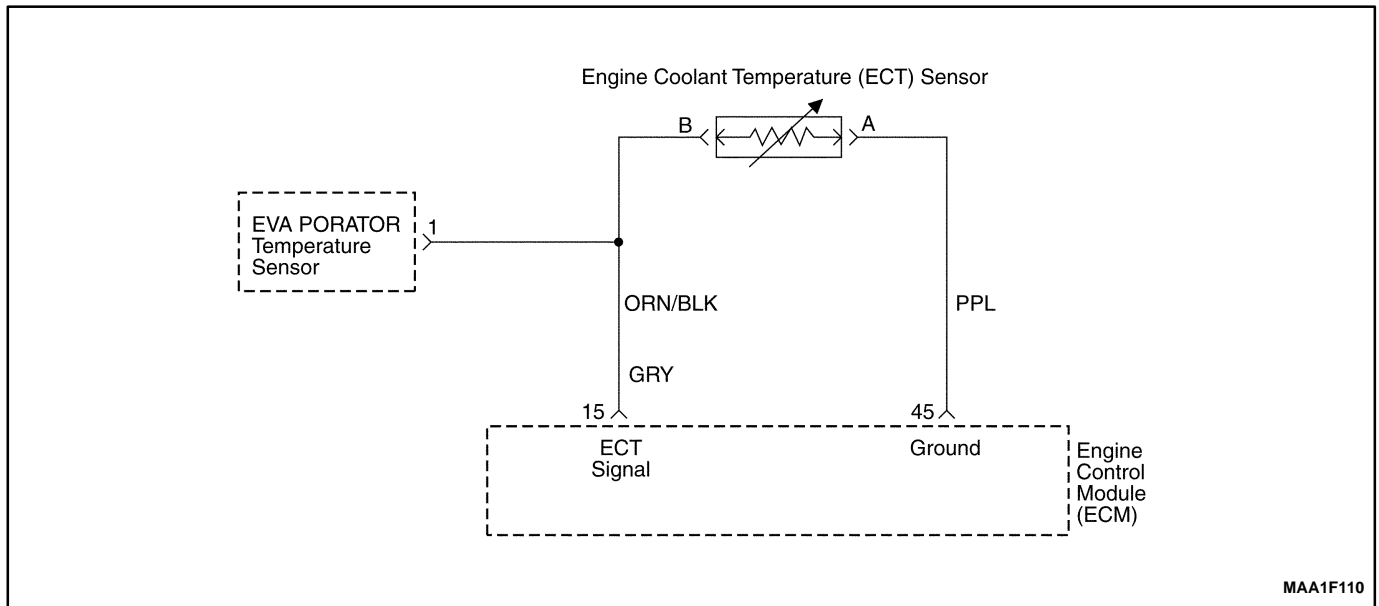 Engine Coolant Temperature (ECT) Sensor
B
A
EVA PORATOR
Temperature
Sensor
1
ORN/BLK
PPL
GRY
15
45
ECT
Signal
Ground
Engine
Control
Module
(ECM)
MAA1F110